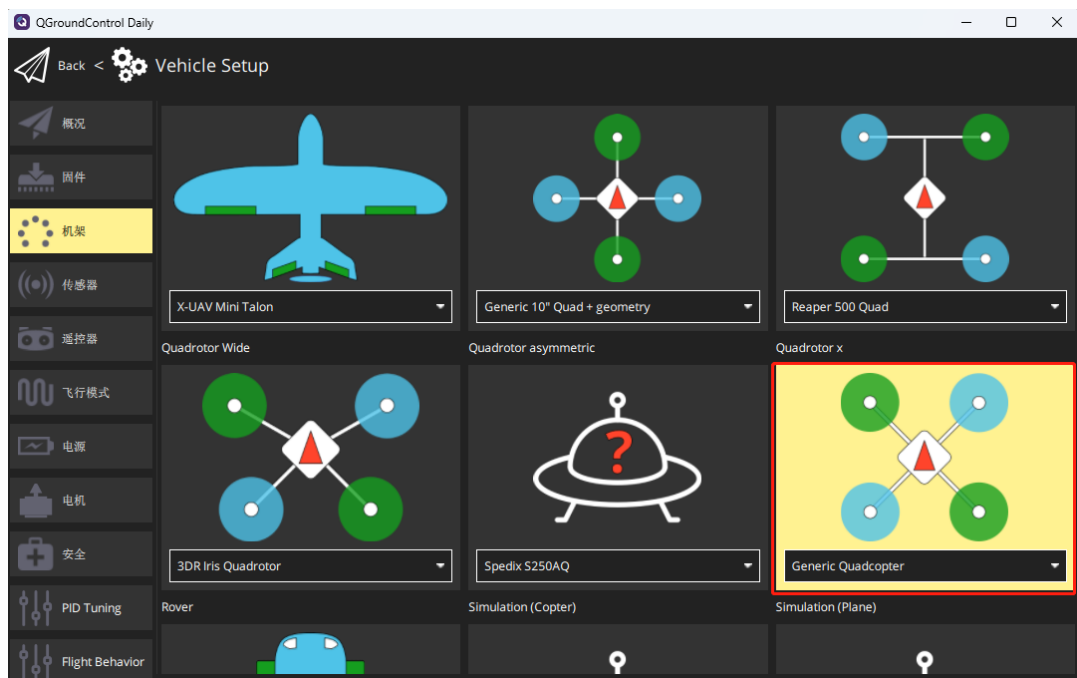 QGroundControl Daily
Back < Vehicle Setup
概况
固件
机架
传感器
遥控器
飞行模式
电源
电机
安全
PID Tuning
Flight Behavior
X-UAV Mini Talon
Generic 10" Quad + geometry
Reaper 500 Quad
Quadrotor Wide
Quadrotor asymmetric
Quadrotor x
?
3DR Iris Quadrotor
Spedix S250AQ
Generic Quadcopter
Rover
Simulation (Copter)
Simulation (Plane)